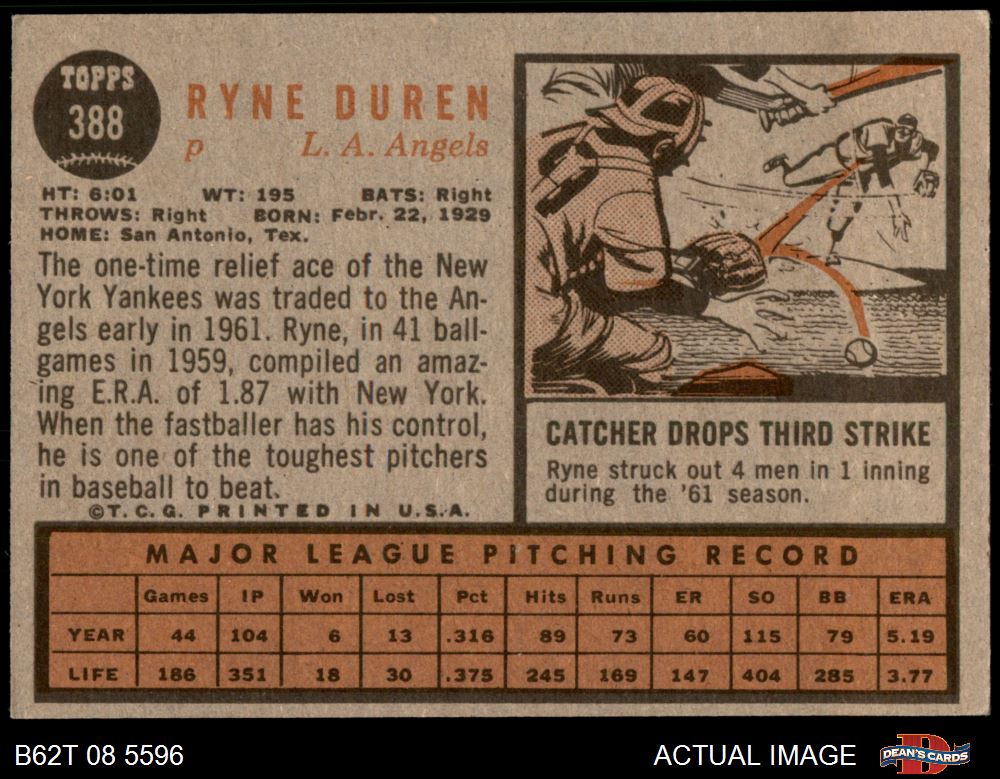 TOPPS
388
RYNE DUREN
p L. A. Angels
HT: 6:01 WT: 195 BATS: Right
THROWS: Right BORN: Febr. 22, 1929
HOME: San Antonio, Tex.
The one-time relief ace of the New
York Yankees was traded to the An-
gels early in 1961. Ryne, in 41 ball-
games in 1959, compiled an amaz-
ing E.R.A. of 1.87 with New York.
When the fastballer has his control,
he is one of the toughest pitchers
in baseball to beat.
©T. C. G. PRINTED IN U.S.A.
CATCHER DROPS THIRD STRIKE
Ryne struck out 4 men in 1 inning
during the '61 season.
MAJOR LEAGUE PITCHING RECORD
Games IP Won Lost Pct Hits Runs ER SO BB ERA
YEAR 44 104 6 13 .316 89 73 60 115 79 5.19
LIFE 186 351 18 30 .375 245 169 147 404 285 3.77
B62T 08 5596 ACTUAL IMAGE DEAN'S CARDS